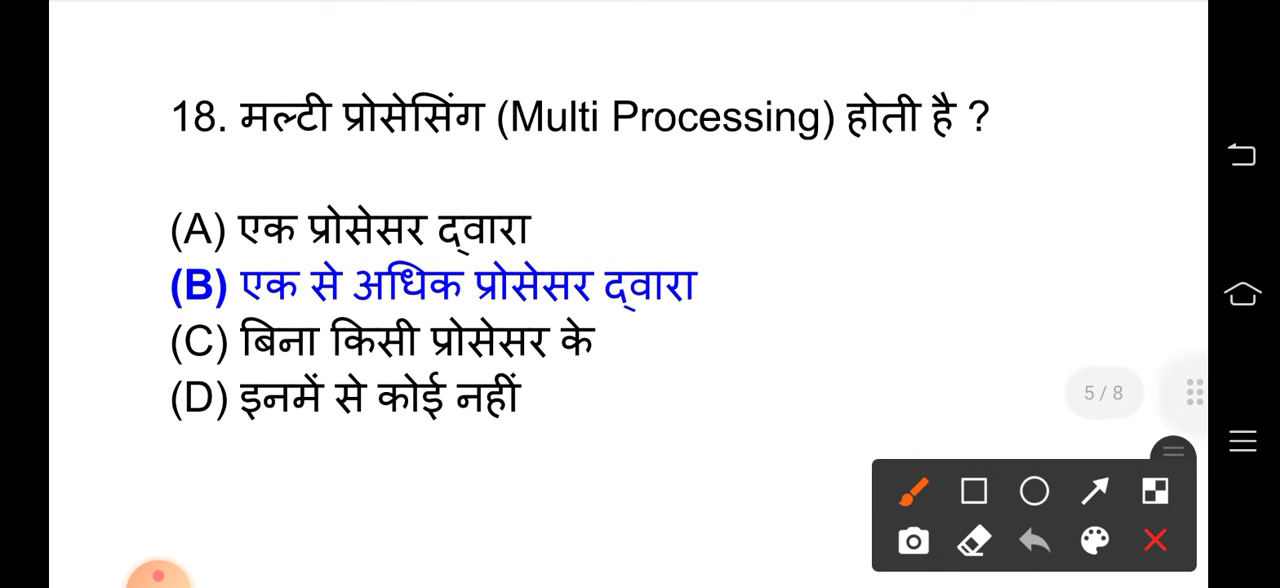 18. मल्टी प्रोसेसिंग (Multi Processing) होती है ?
(A) एक प्रोसेसर द्वारा
(B) एक से अधिक प्रोसेसर द्वारा
(C) बिना किसी प्रोसेसर के
(D) इनमें से कोई नहीं
5 / 8